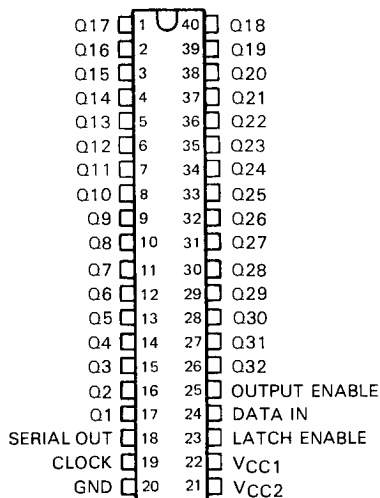 Q17 1 40 Q18
Q16 2 39 Q19
Q15 3 38 Q20
Q14 4 37 Q21
Q13 5 36 Q22
Q12 6 35 Q23
Q11 7 34 Q24
Q10 8 33 Q25
Q9 9 32 Q26
Q8 10 31 Q27
Q7 11 30 Q28
Q6 12 29 Q29
Q5 13 28 Q30
Q4 14 27 Q31
Q3 15 26 Q32
Q2 16 25 OUTPUT ENABLE
Q1 17 24 DATA IN
SERIAL OUT 18 23 LATCH ENABLE
CLOCK 19 22 VCC1
GND 20 21 VCC2